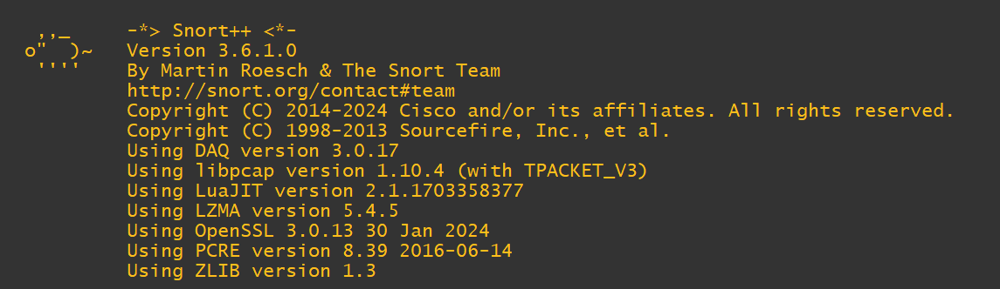 ,,_ -*> Snort++ <*-
o" )~ Version 3.6.1.0
'''' By Martin Roesch & The Snort Team
http://snort.org/contact#team
Copyright (C) 2014-2024 Cisco and/or its affiliates. All rights reserved.
Copyright (C) 1998-2013 Sourcefire, Inc., et al.
Using DAQ version 3.0.17
Using libpcap version 1.10.4 (with TPACKET_V3)
Using LuaJIT version 2.1.1703358377
Using LZMA version 5.4.5
Using OpenSSL 3.0.13 30 Jan 2024
Using PCRE version 8.39 2016-06-14
Using ZLIB version 1.3